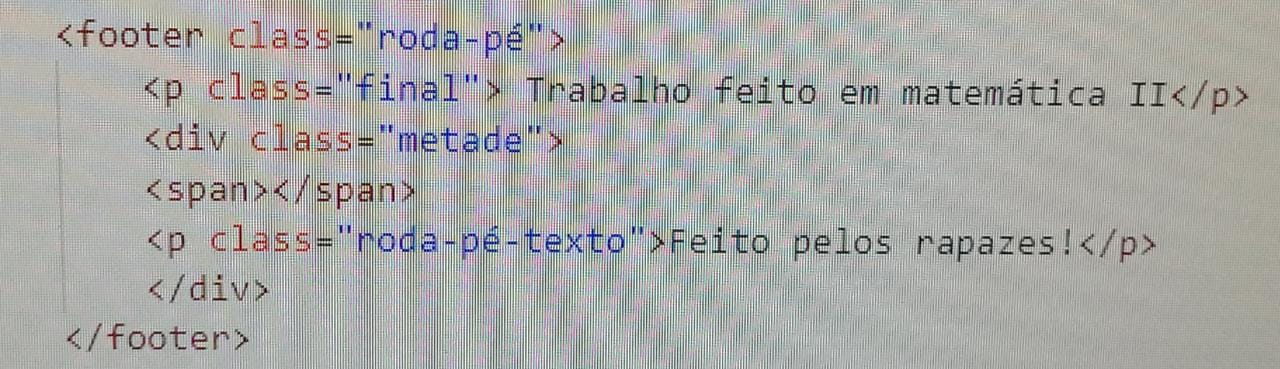 <footer class="roda-pé">
<p class="final"> Trabalho feito em matemática II</p>
<div class="metade">
<span></span>
<p class="roda-pé-texto">Feito pelos rapazes!</p>
</div>
</footer>